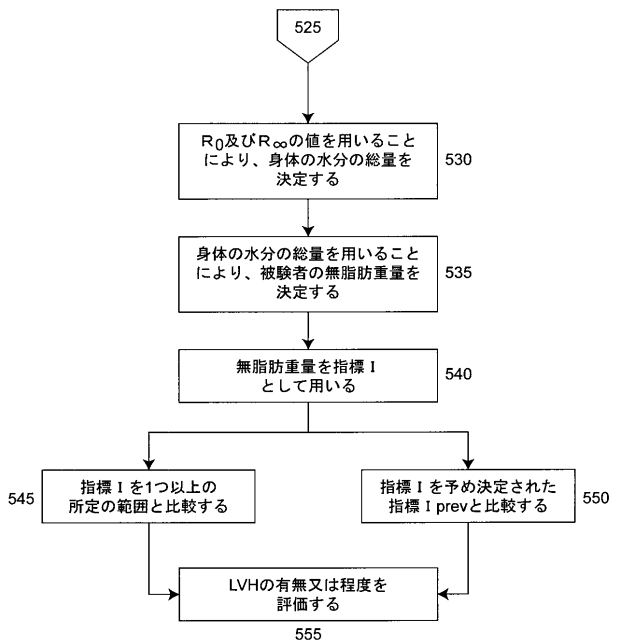 525
R0及びR∞の値を用いること
により、身体の水分の総量を
決定する
530
身体の水分の総量を用いること
により、被験者の無脂肪重量を
決定する
535
無脂肪重量を指標I
として用いる
540
545
指標Iを1つ以上の
所定の範囲と比較する
指標Iを予め決定された
指標I prevと比較する
550
LVHの有無又は程度を
評価する
555